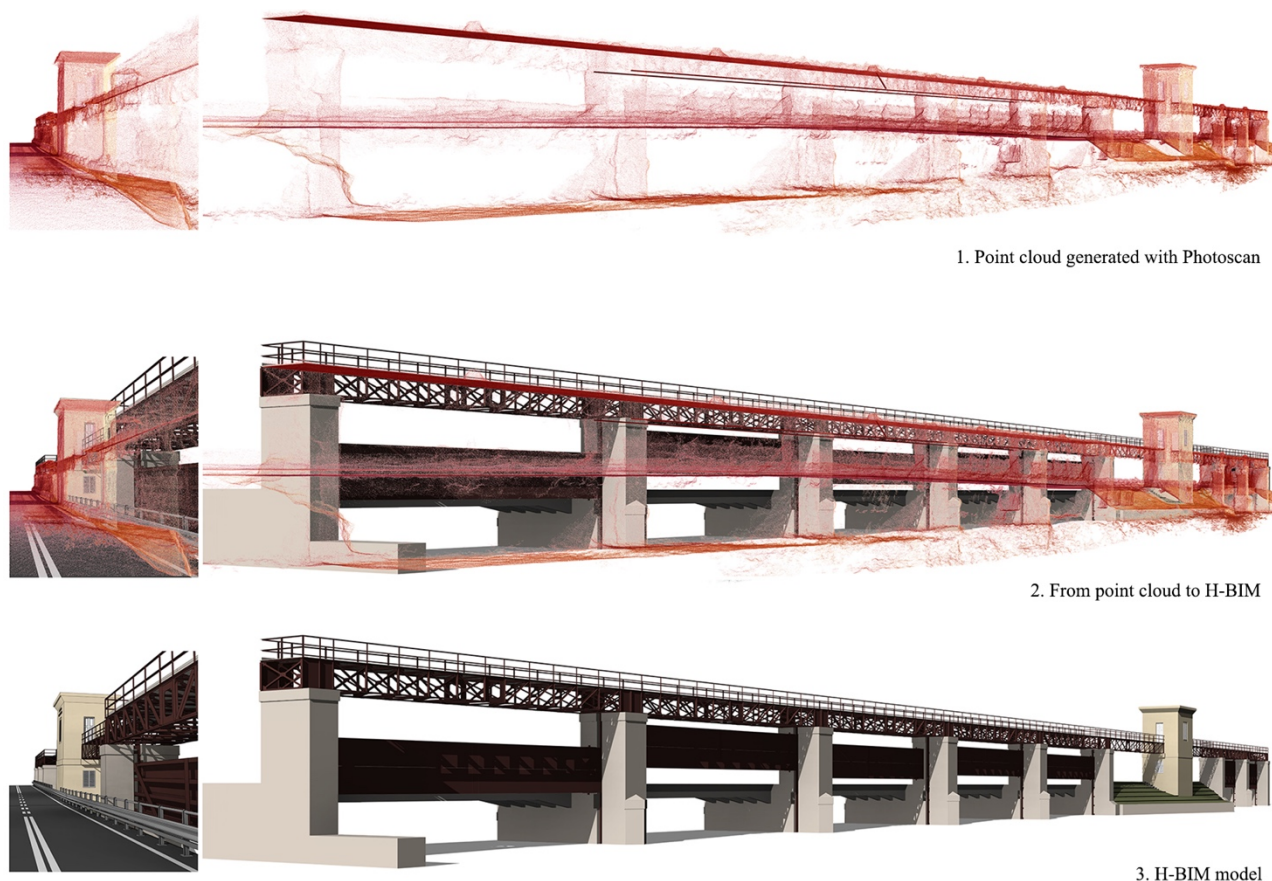 1. Point cloud generated with Photoscan
2. From point cloud to H-BIM
3. H-BIM model